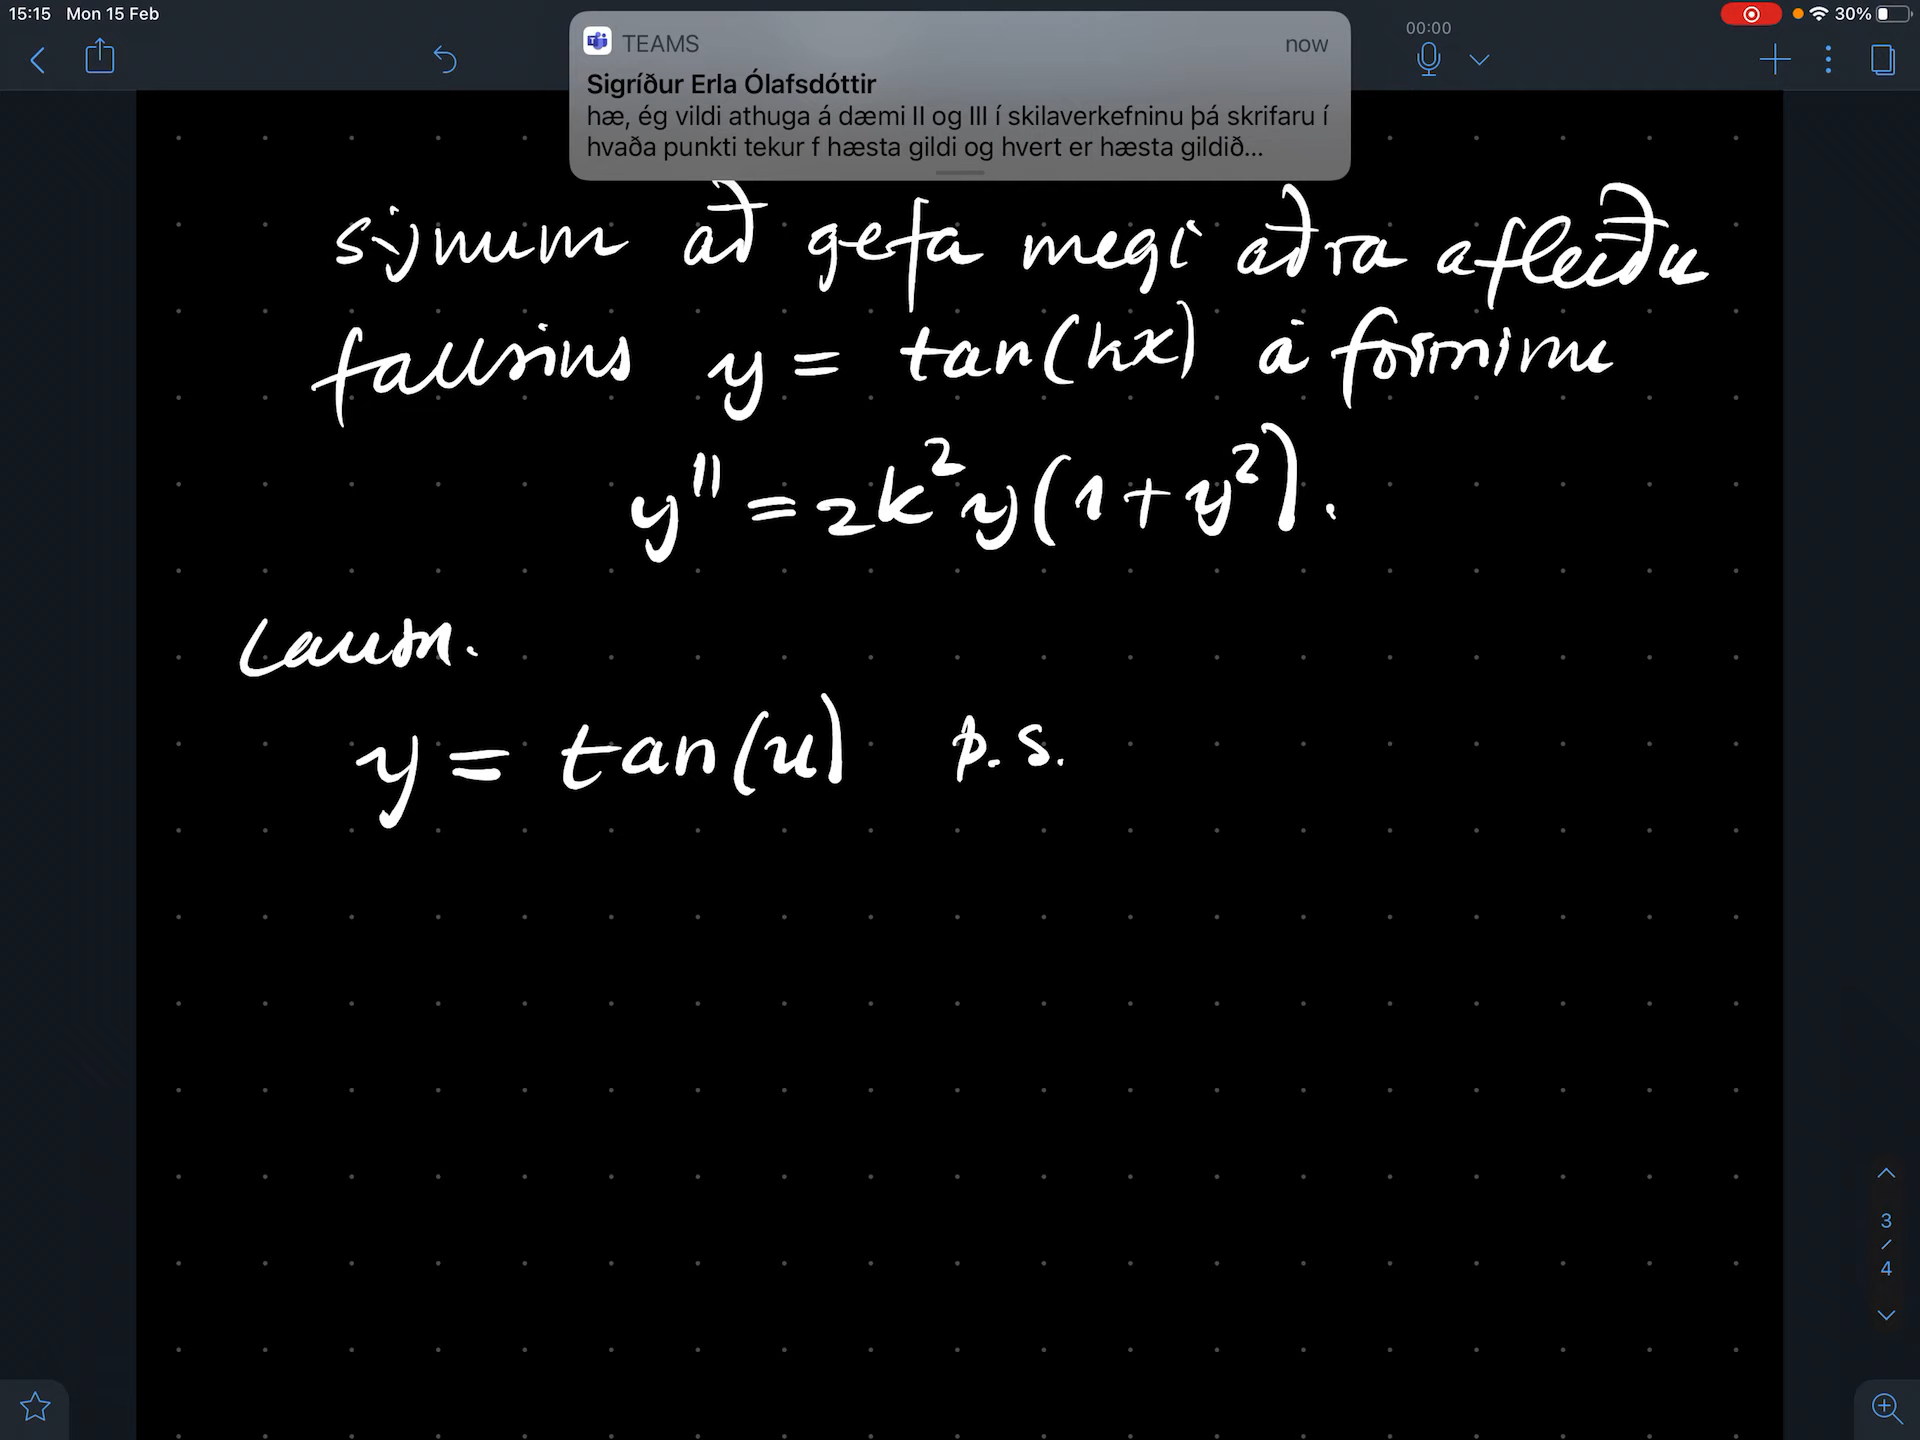 15:15 Mon 15 Feb
30%
00:00
TEAMS now
Sigríður Erla Ólafsdóttir
hæ, ég vildi athuga á dæmi II og III í skilaverkefninu þá skrifaru í
hvaða punkti tekur f hæsta gildi og hvert er hæsta gildið...
sýnum að gefa megi aðra afleiðu
fallsins y = tan(kx) á forminu
y'' = 2k²y(1+y²).
Lausn.
y = tan(u) þ.s.
3
/
4